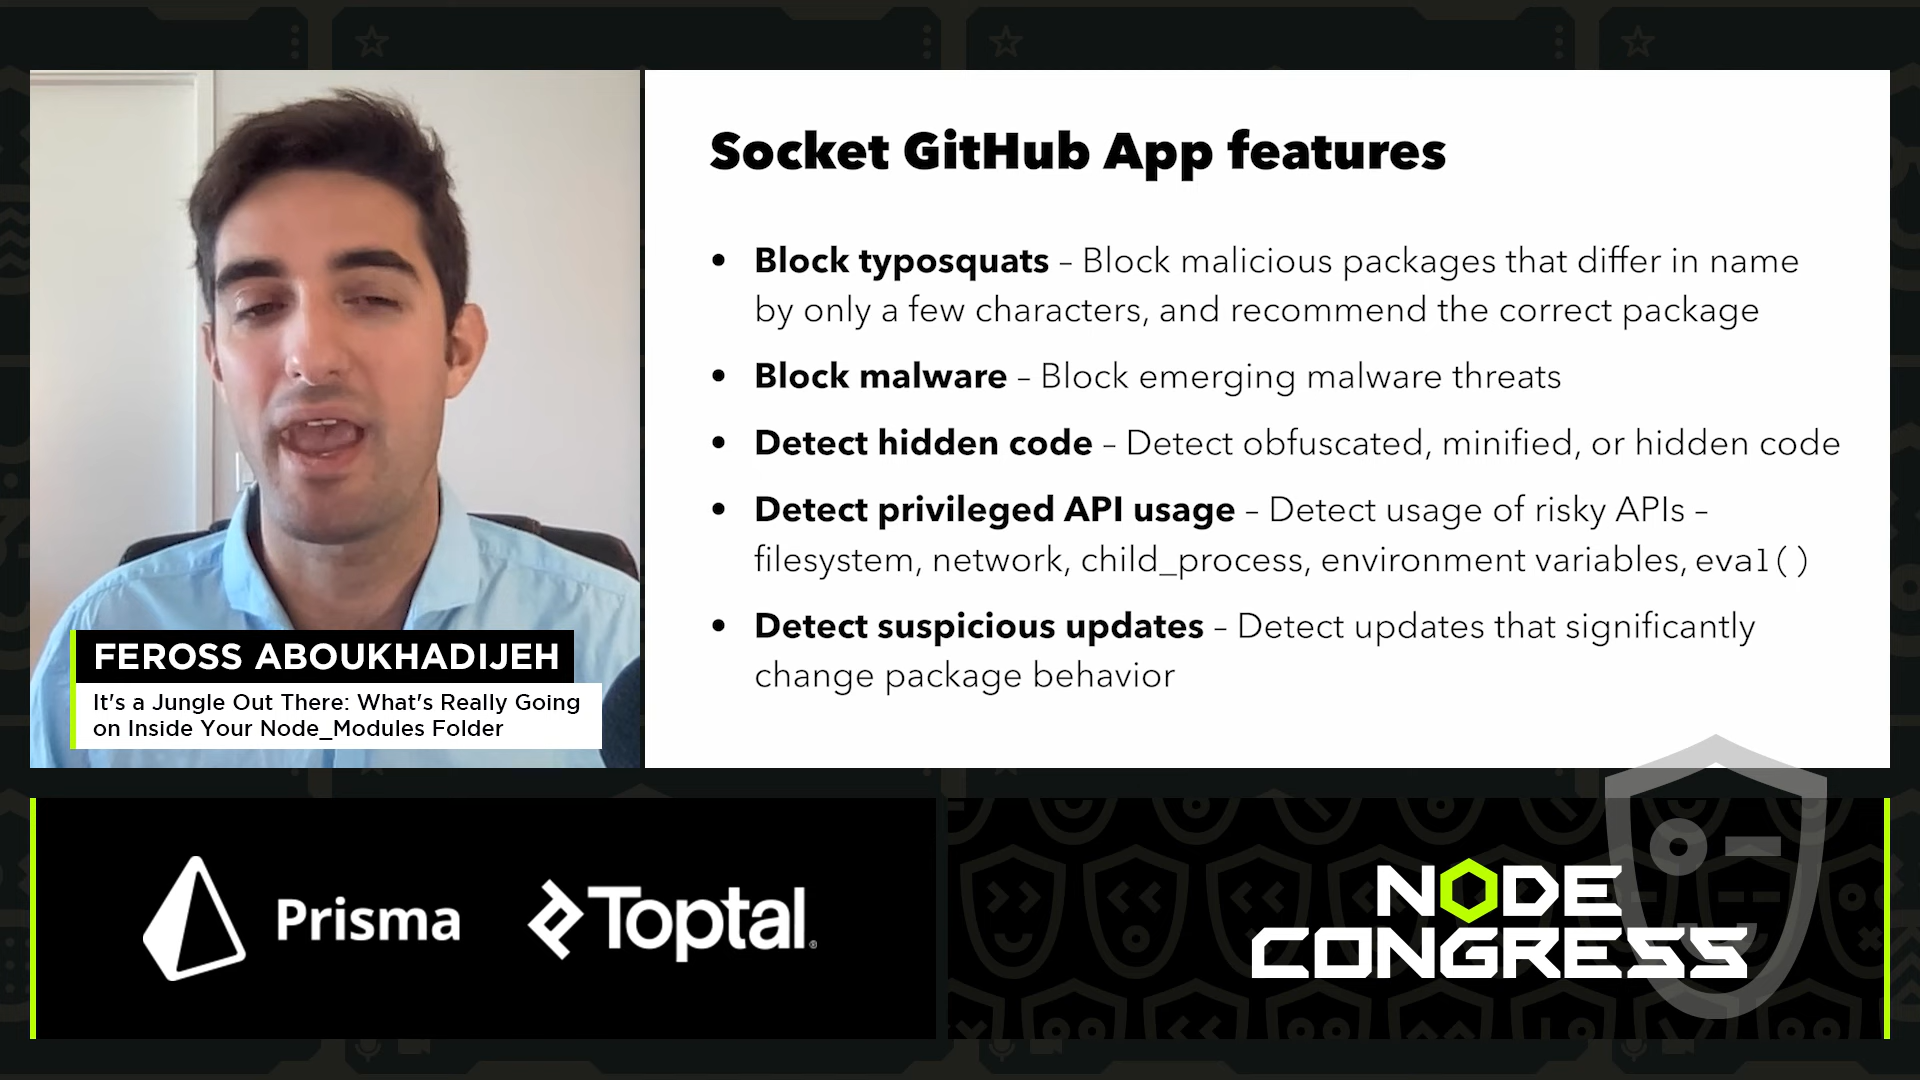 Socket GitHub App features
• Block typosquats – Block malicious packages that differ in name
by only a few characters, and recommend the correct package
• Block malware – Block emerging malware threats
• Detect hidden code – Detect obfuscated, minified, or hidden code
• Detect privileged API usage – Detect usage of risky APIs –
filesystem, network, child_process, environment variables, eval()
• Detect suspicious updates – Detect updates that significantly
change package behavior
FEROSS ABOUKHADIJEH
It's a Jungle Out There: What's Really Going
on Inside Your Node_Modules Folder
Prisma
Toptal®
NODE
CONGRESS